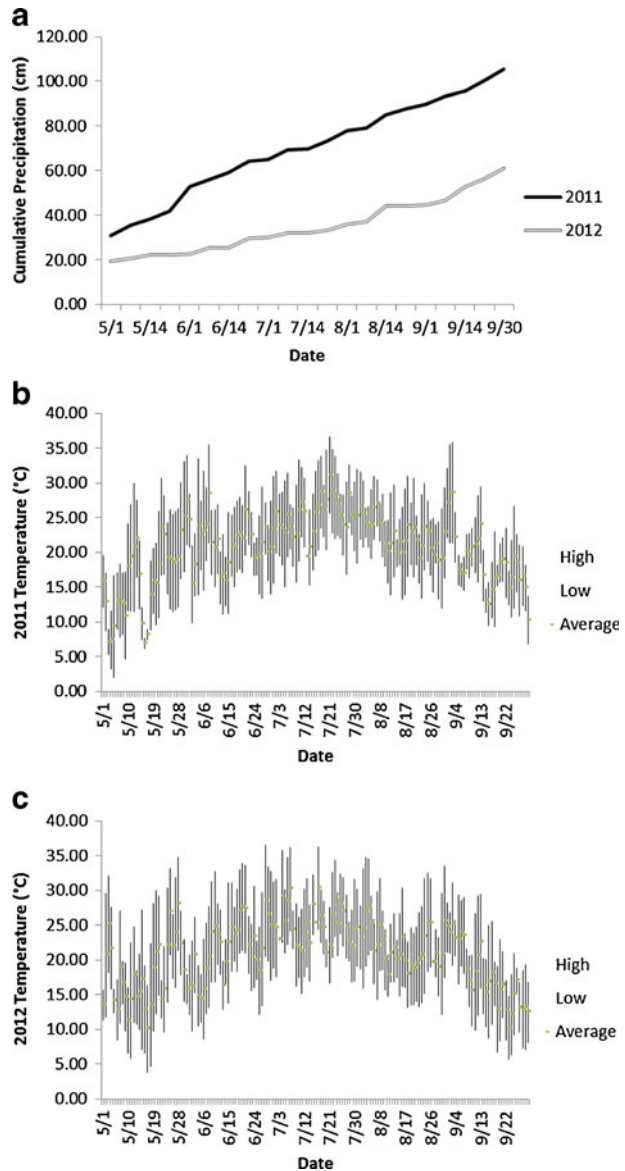 a
120.00
100.00
80.00
60.00
40.00
20.00
0.00
Cumulative Precipitation (cm)
2011
2012
5/1 5/14 6/1 6/14 7/1 7/14 8/1 8/14 9/1 9/14 9/30
Date
b
40.00
35.00
30.00
25.00
20.00
15.00
10.00
5.00
0.00
2011 Temperature (°C)
High
Low
Average
5/1 5/10 5/19 5/28 6/6 6/15 6/24 7/3 7/12 7/21 7/30 8/8 8/17 8/26 9/4 9/13 9/22
Date
c
40.00
35.00
30.00
25.00
20.00
15.00
10.00
5.00
0.00
2012 Temperature (°C)
High
Low
Average
5/1 5/10 5/19 5/28 6/6 6/15 6/24 7/3 7/12 7/21 7/30 8/8 8/17 8/26 9/4 9/13 9/22
Date